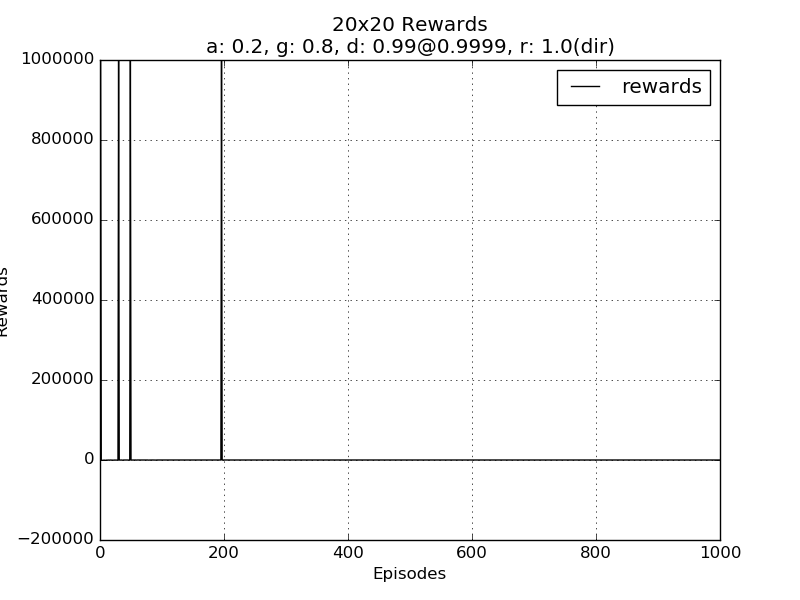 20x20 Rewards
a: 0.2, g: 0.8, d: 0.99@0.9999, r: 1.0(dir)
1000000
rewards
800000
600000
400000
Rewards
200000
0
−200000
0 200 400 600 800 1000
Episodes